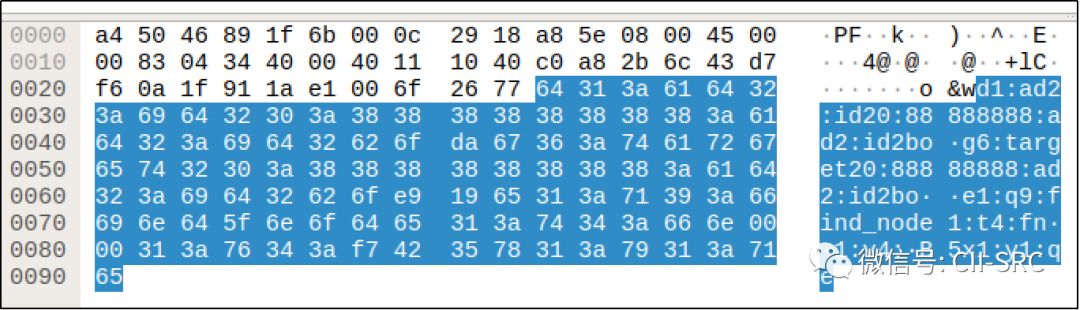 0000 a4 50 46 89 1f 6b 00 0c 29 18 a8 5e 08 00 45 00 ·PF··k·· )··^··E·
0010 00 83 04 34 40 00 40 11 10 40 c0 a8 2b 6c 43 d7 ···4@·@· ·@··+lC·
0020 f6 0a 1f 91 1a e1 00 6f 26 77 64 31 3a 61 64 32 ·······o &wd1:ad2
0030 3a 69 64 32 30 3a 38 38 38 38 38 38 38 38 3a 61 :id20:88 888888:a
0040 64 32 3a 69 64 32 62 6f da 67 36 3a 74 61 72 67 d2:id2bo ·g6:targ
0050 65 74 32 30 3a 38 38 38 38 38 38 38 38 3a 61 64 et20:888 88888:ad
0060 32 3a 69 64 32 62 6f e9 19 65 31 3a 71 39 3a 66 2:id2bo· ·e1:q9:f
0070 69 6e 64 5f 6e 6f 64 65 31 3a 74 34 3a 66 6e 00 ind_node 1:t4:fn·
0080 00 31 3a 76 34 3a f7 42 35 78 31 3a 79 31 3a 71 ·1:v4:·B 5x1:y1:q
0090 65 e
微信号: CII-SRC